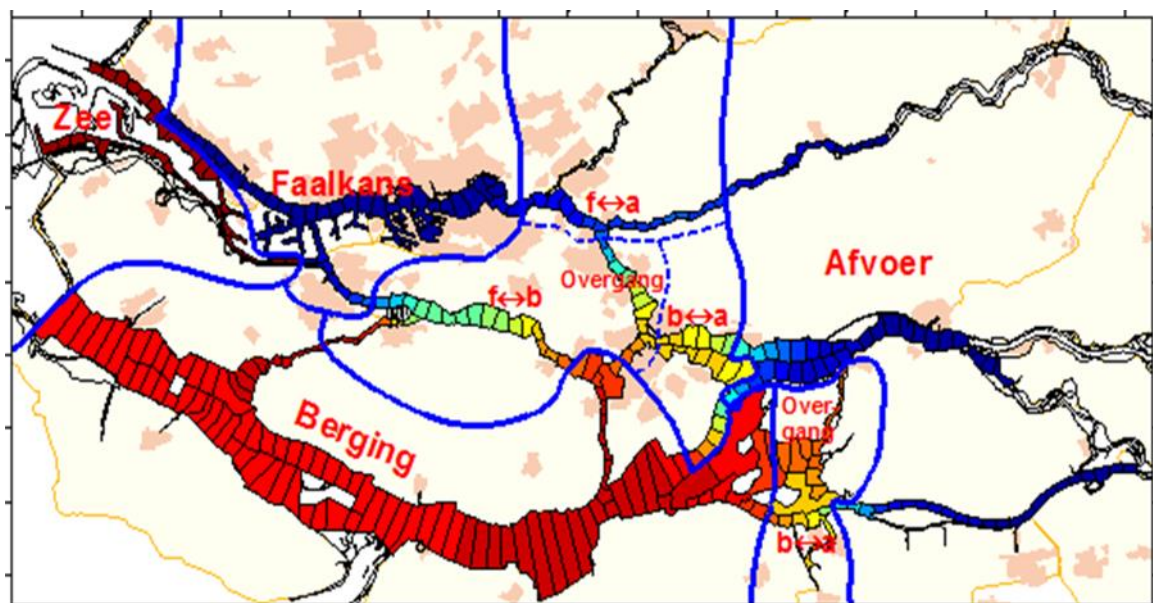 Zee
Faalkans
f↔a
Afvoer
Overgang
f↔b
b↔a
Berging
Over-
gang
b↔a